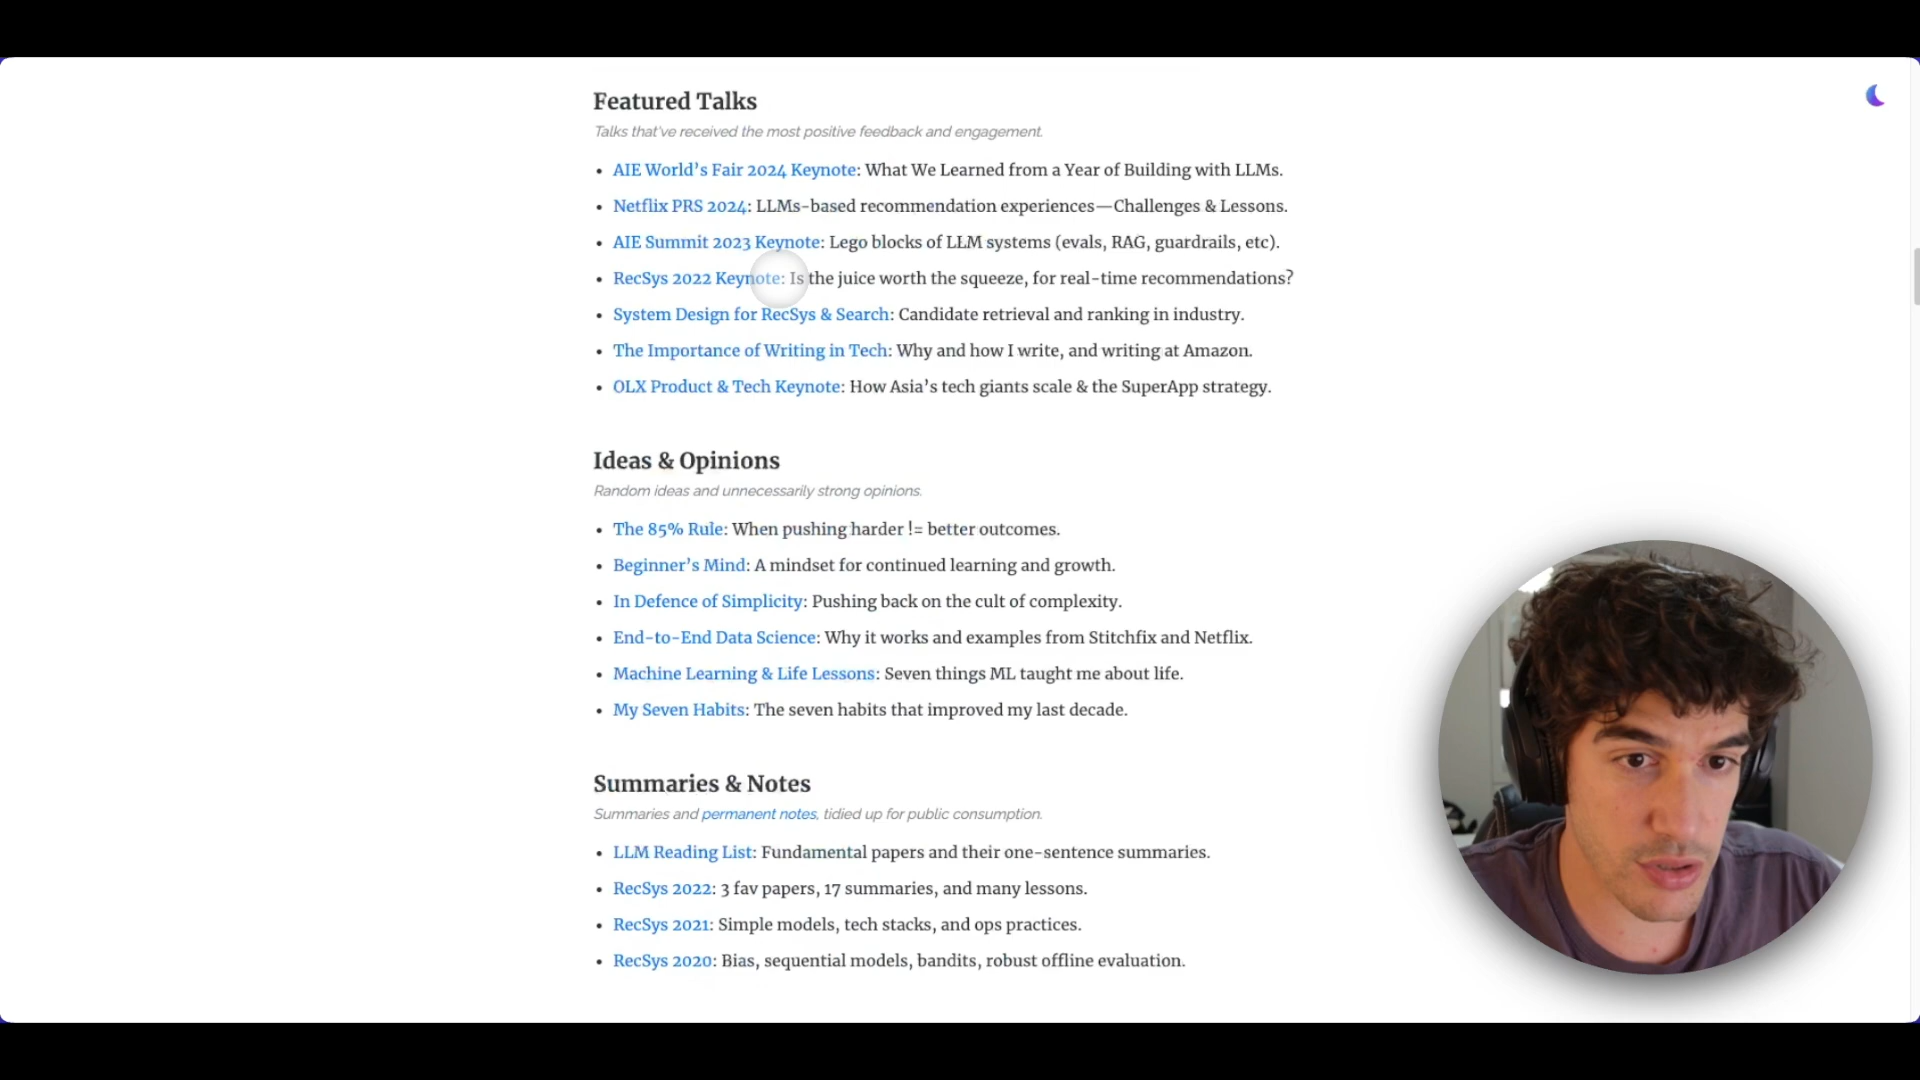 Featured Talks
Talks that've received the most positive feedback and engagement.
• AIE World's Fair 2024 Keynote: What We Learned from a Year of Building with LLMs.
• Netflix PRS 2024: LLMs-based recommendation experiences—Challenges & Lessons.
• AIE Summit 2023 Keynote: Lego blocks of LLM systems (evals, RAG, guardrails, etc).
• RecSys 2022 Keynote: Is the juice worth the squeeze, for real-time recommendations?
• System Design for RecSys & Search: Candidate retrieval and ranking in industry.
• The Importance of Writing in Tech: Why and how I write, and writing at Amazon.
• OLX Product & Tech Keynote: How Asia's tech giants scale & the SuperApp strategy.
Ideas & Opinions
Random ideas and unnecessarily strong opinions.
• The 85% Rule: When pushing harder != better outcomes.
• Beginner's Mind: A mindset for continued learning and growth.
• In Defence of Simplicity: Pushing back on the cult of complexity.
• End-to-End Data Science: Why it works and examples from Stitchfix and Netflix.
• Machine Learning & Life Lessons: Seven things ML taught me about life.
• My Seven Habits: The seven habits that improved my last decade.
Summaries & Notes
Summaries and permanent notes, tidied up for public consumption.
• LLM Reading List: Fundamental papers and their one-sentence summaries.
• RecSys 2022: 3 fav papers, 17 summaries, and many lessons.
• RecSys 2021: Simple models, tech stacks, and ops practices.
• RecSys 2020: Bias, sequential models, bandits, robust offline evaluation.